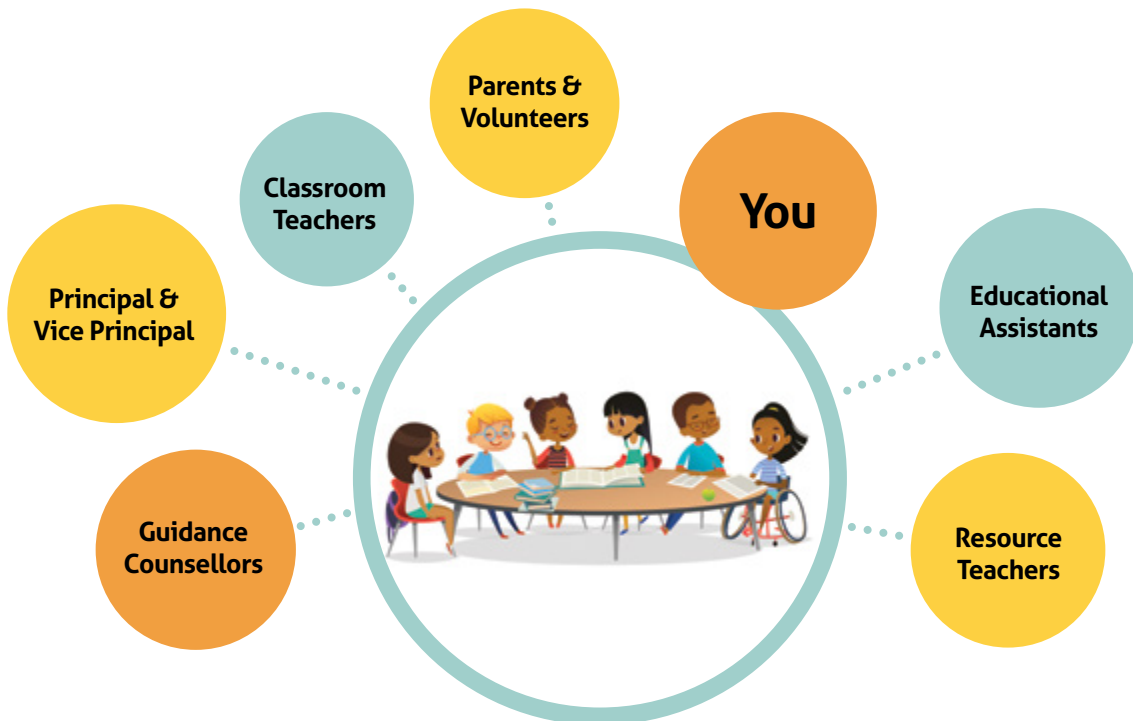 Parents &
Volunteers
You
Classroom
Teachers
Principal &
Vice Principal
Educational
Assistants
Guidance
Counsellors
Resource
Teachers